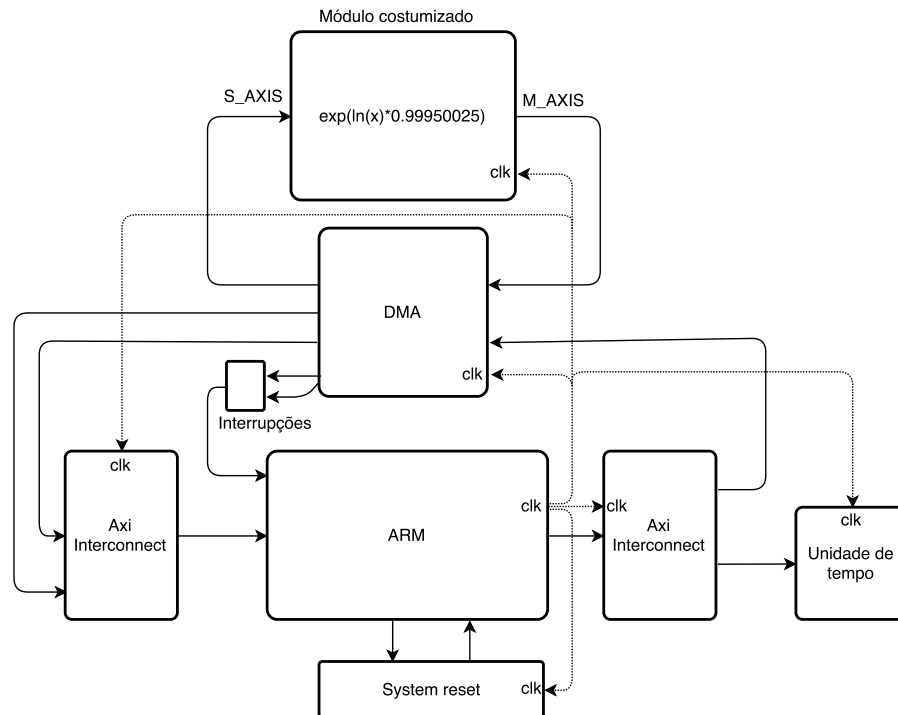 Módulo costumizado
S_AXIS
M_AXIS
exp(ln(x)*0.99950025)
clk
DMA
clk
Interrupções
clk
Axi
Interconnect
clk
ARM
clk
Axi
Interconnect
clk
Unidade de
tempo
System reset
clk